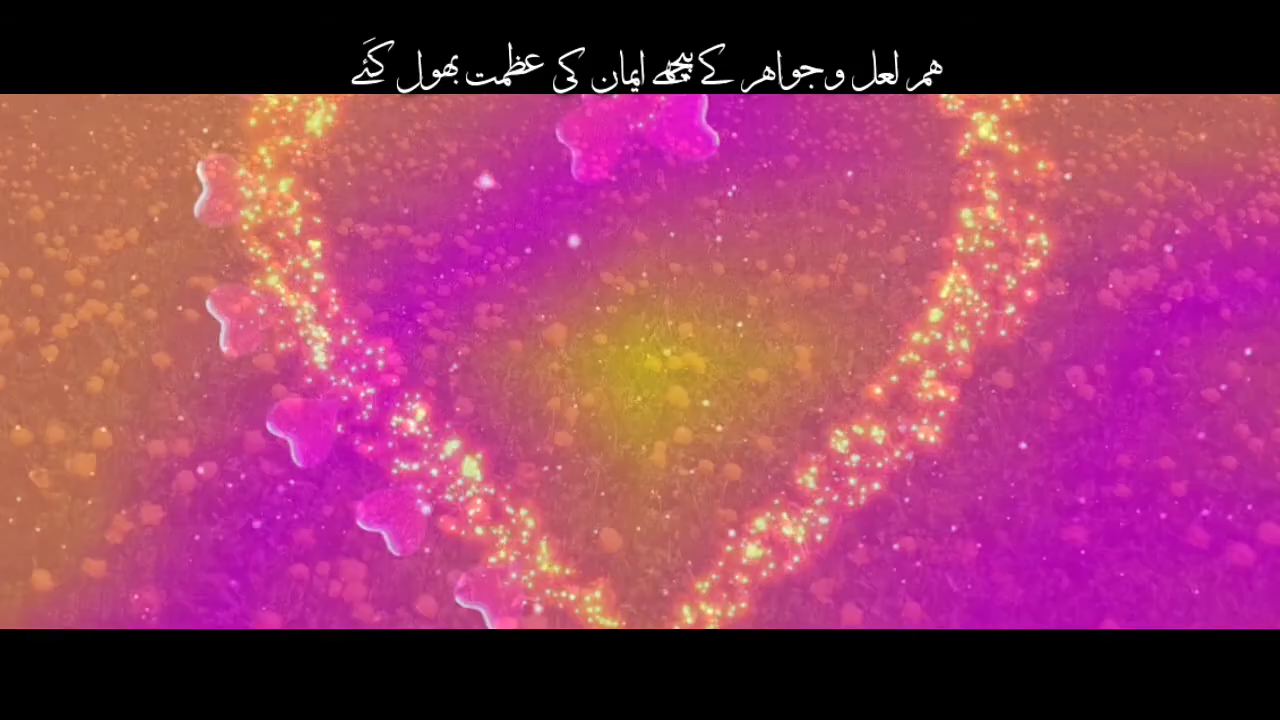 ہم لعل و جواہر کے پیچھے ایمان کی عظمت بھول گئے